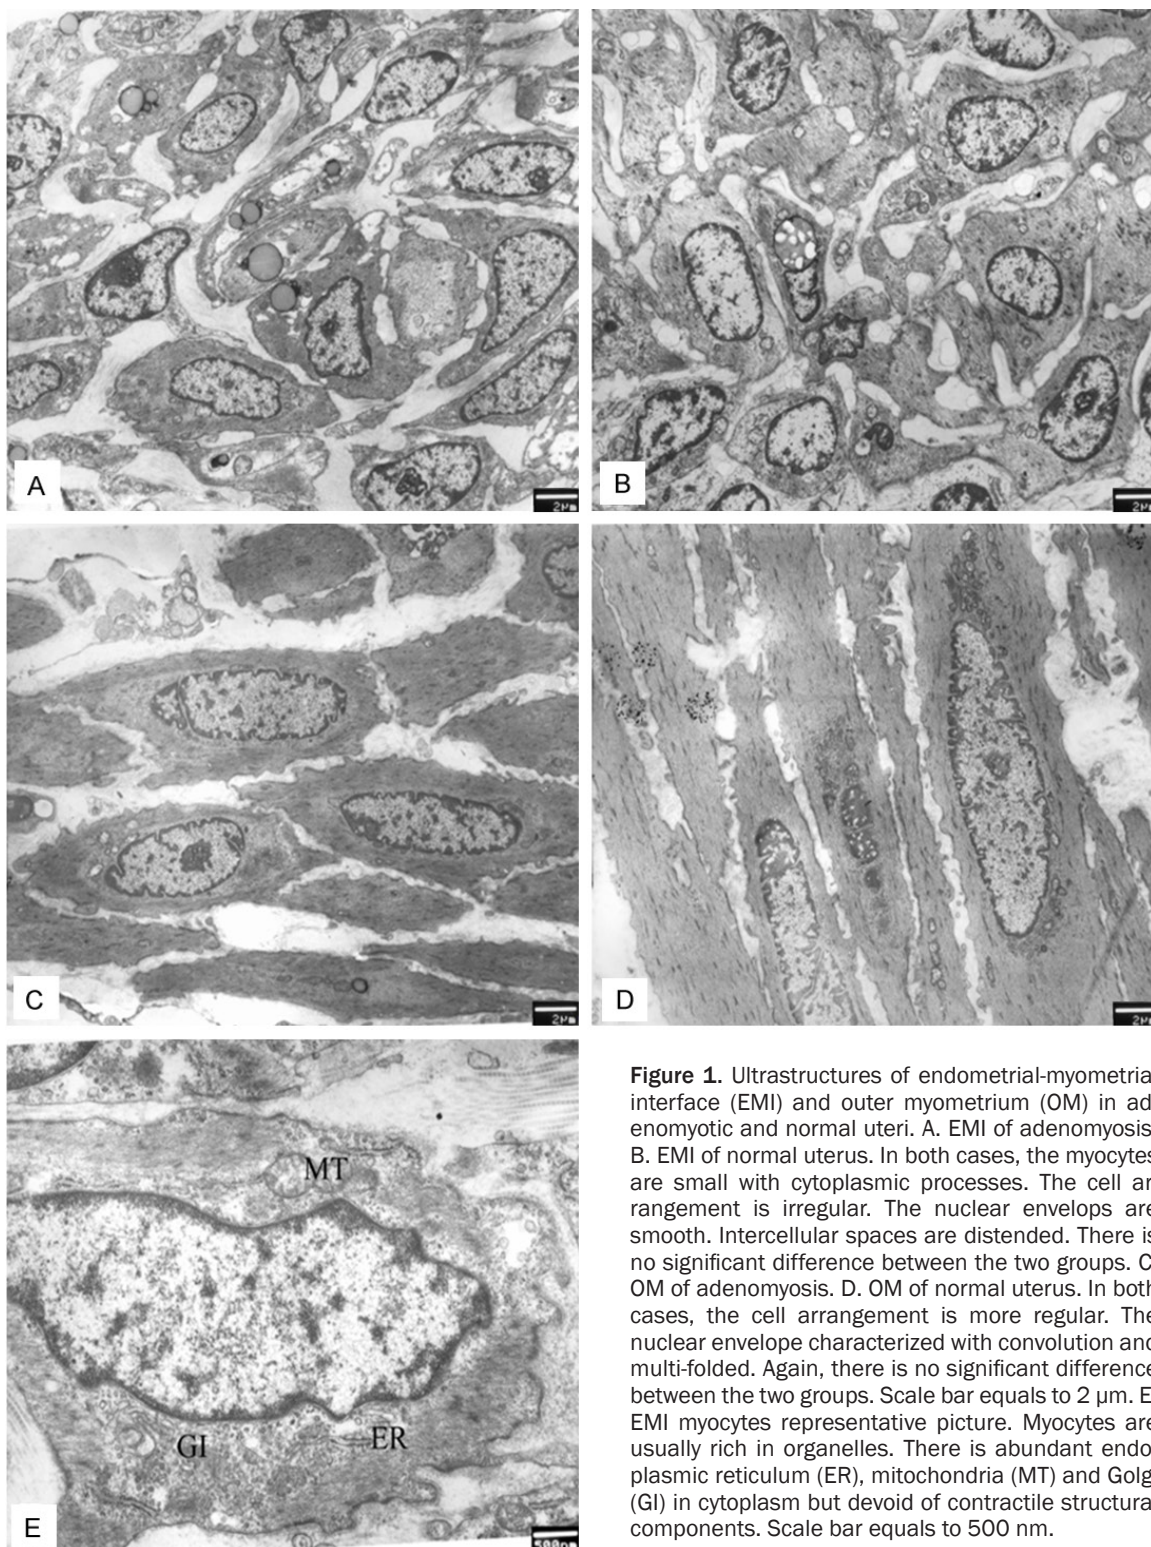 A
2μm
B
2μ
C
2μm
D
2μ
MT
GI
ER
E
500nm
Figure 1. Ultrastructures of endometrial-myometria
interface (EMI) and outer myometrium (OM) in ad
enomyotic and normal uteri. A. EMI of adenomyosis
B. EMI of normal uterus. In both cases, the myocytes
are small with cytoplasmic processes. The cell ar
rangement is irregular. The nuclear envelops are
smooth. Intercellular spaces are distended. There is
no significant difference between the two groups. C
OM of adenomyosis. D. OM of normal uterus. In both
cases, the cell arrangement is more regular. The
nuclear envelope characterized with convolution and
multi-folded. Again, there is no significant difference
between the two groups. Scale bar equals to 2 μm. E
EMI myocytes representative picture. Myocytes are
usually rich in organelles. There is abundant endo
plasmic reticulum (ER), mitochondria (MT) and Golg
(GI) in cytoplasm but devoid of contractile structura
components. Scale bar equals to 500 nm.